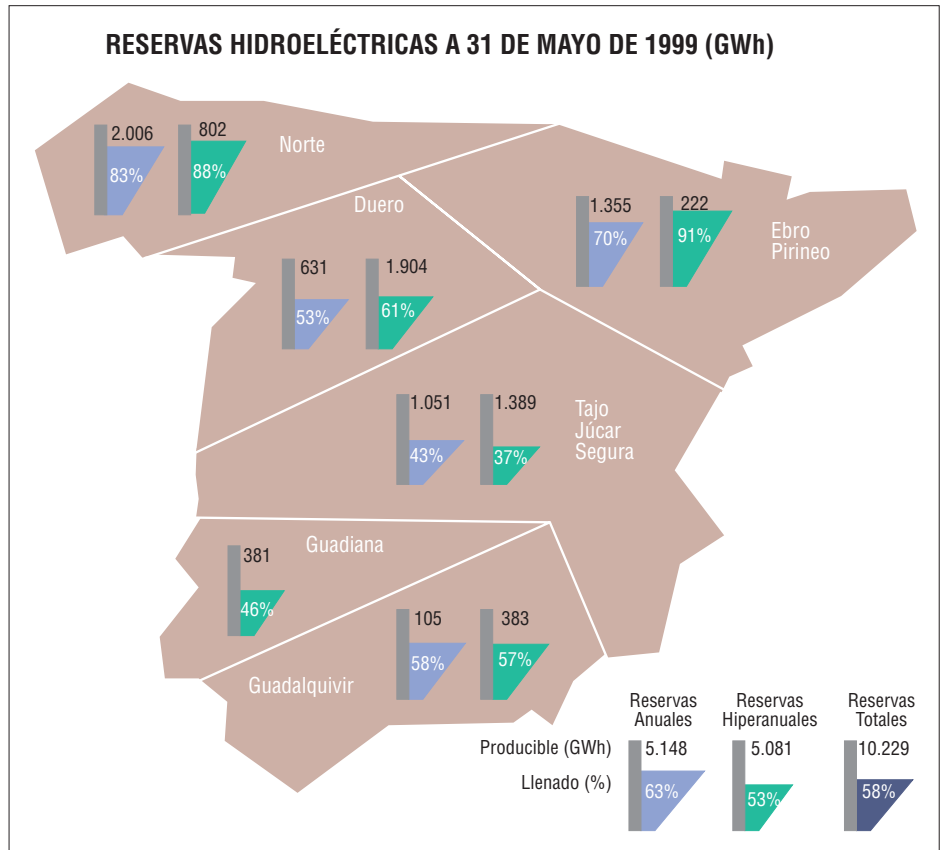 RESERVAS HIDROELÉCTRICAS A 31 DE MAYO DE 1999 (GWh)
2.006 802
83% 88%
Norte
1.355 222
70% 91%
Ebro
Pirineo
Duero
631 1.904
53% 61%
1.051 1.389
43% 37%
Tajo
Júcar
Segura
Guadiana
381
46%
105 383
58% 57%
Guadalquivir
Reservas Anuales
Reservas Hiperanuales
Reservas Totales
Producible (GWh) 5.148 5.081 10.229
Llenado (%) 63% 53% 58%